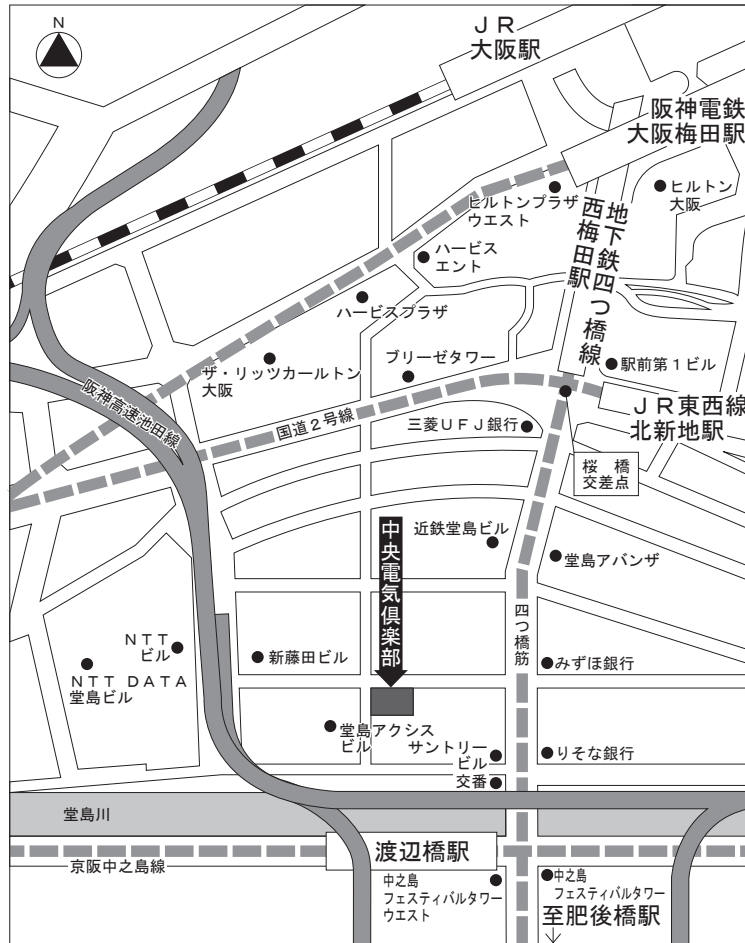 N
ＪＲ
大阪駅
阪神電鉄
大阪梅田駅
ヒルトンプラザ
ウエスト
ヒルトン
大阪
地下鉄四つ橋線
西梅田駅
ハービス
エント
ハービスプラザ
ブリーゼタワー
ザ・リッツカールトン
大阪
駅前第１ビル
阪神高速池田線
国道２号線
三菱ＵＦＪ銀行
ＪＲ東西線
北新地駅
桜 橋
交差点
中央電気倶楽部
近鉄堂島ビル
堂島アバンザ
四つ橋筋
ＮＴＴ
ビル
ＮＴＴ ＤＡＴＡ
堂島ビル
新藤田ビル
みずほ銀行
堂島アクシス
ビル
サントリー
ビル
りそな銀行
交番
堂島川
渡辺橋駅
京阪中之島線
中之島
フェスティバルタワー
ウエスト
中之島
フェスティバルタワー
至肥後橋駅